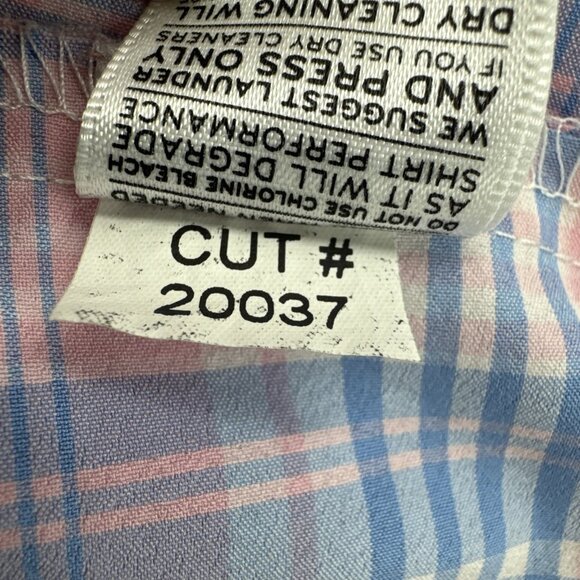 NEEDED
DO NOT USE CHLORINE BLEACH
AS IT WILL DEGRADE
SHIRT PERFORMANCE
WE SUGGEST LAUNDER
AND PRESS ONLY
IF YOU USE DRY CLEANERS
DRY CLEANING WILL
CUT #
20037